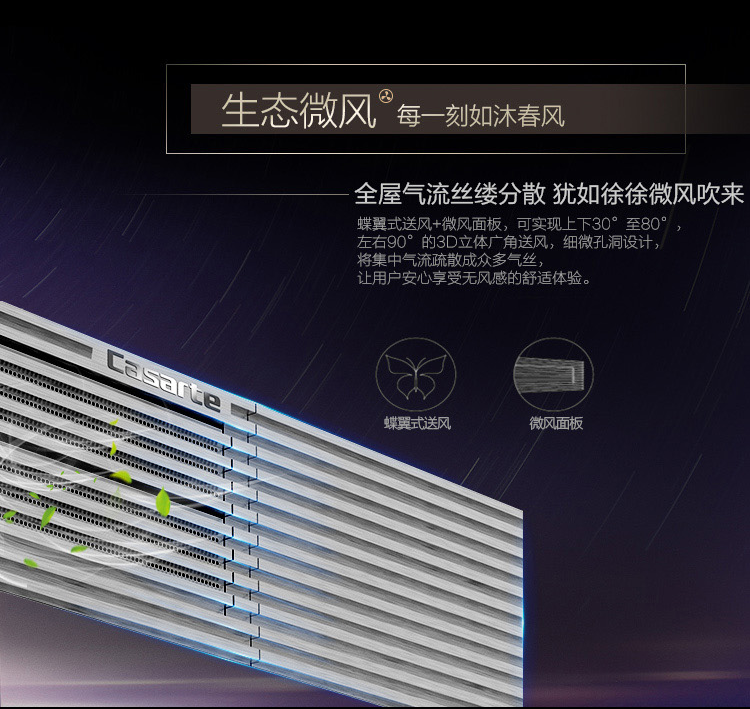 生态微风 每一刻如沐春风
全屋气流丝缕分散 犹如徐徐微风吹来
蝶翼式送风+微风面板，可实现上下30°至80°，
左右90°的3D立体广角送风，细微孔洞设计，
将集中气流疏散成众多气丝，
让用户安心享受无风感的舒适体验。
Casarte
蝶翼式送风 微风面板